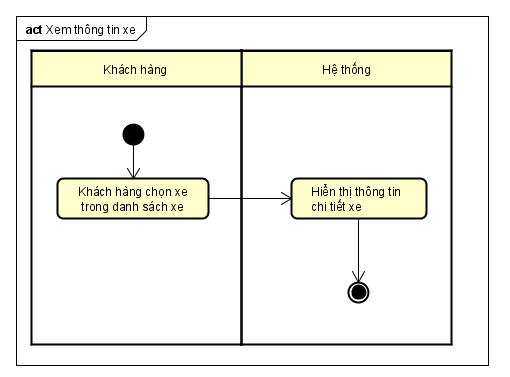 act Xem thông tin xe
Khách hàng
Hệ thống
Khách hàng chọn xe
trong danh sách xe
Hiển thị thông tin
chi tiết xe